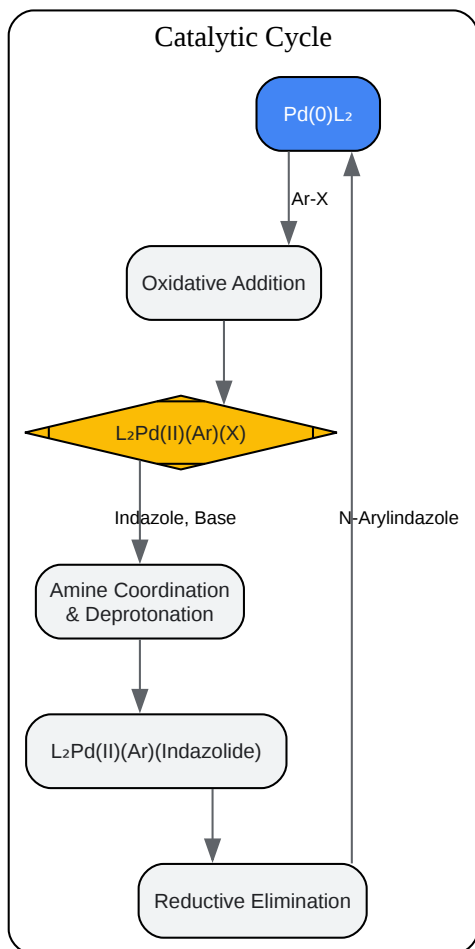 Catalytic Cycle
Pd(0)L₂
Ar-X
Oxidative Addition
L₂Pd(II)(Ar)(X)
Indazole, Base
N-Arylindazole
Amine Coordination
& Deprotonation
L₂Pd(II)(Ar)(Indazolide)
Reductive Elimination